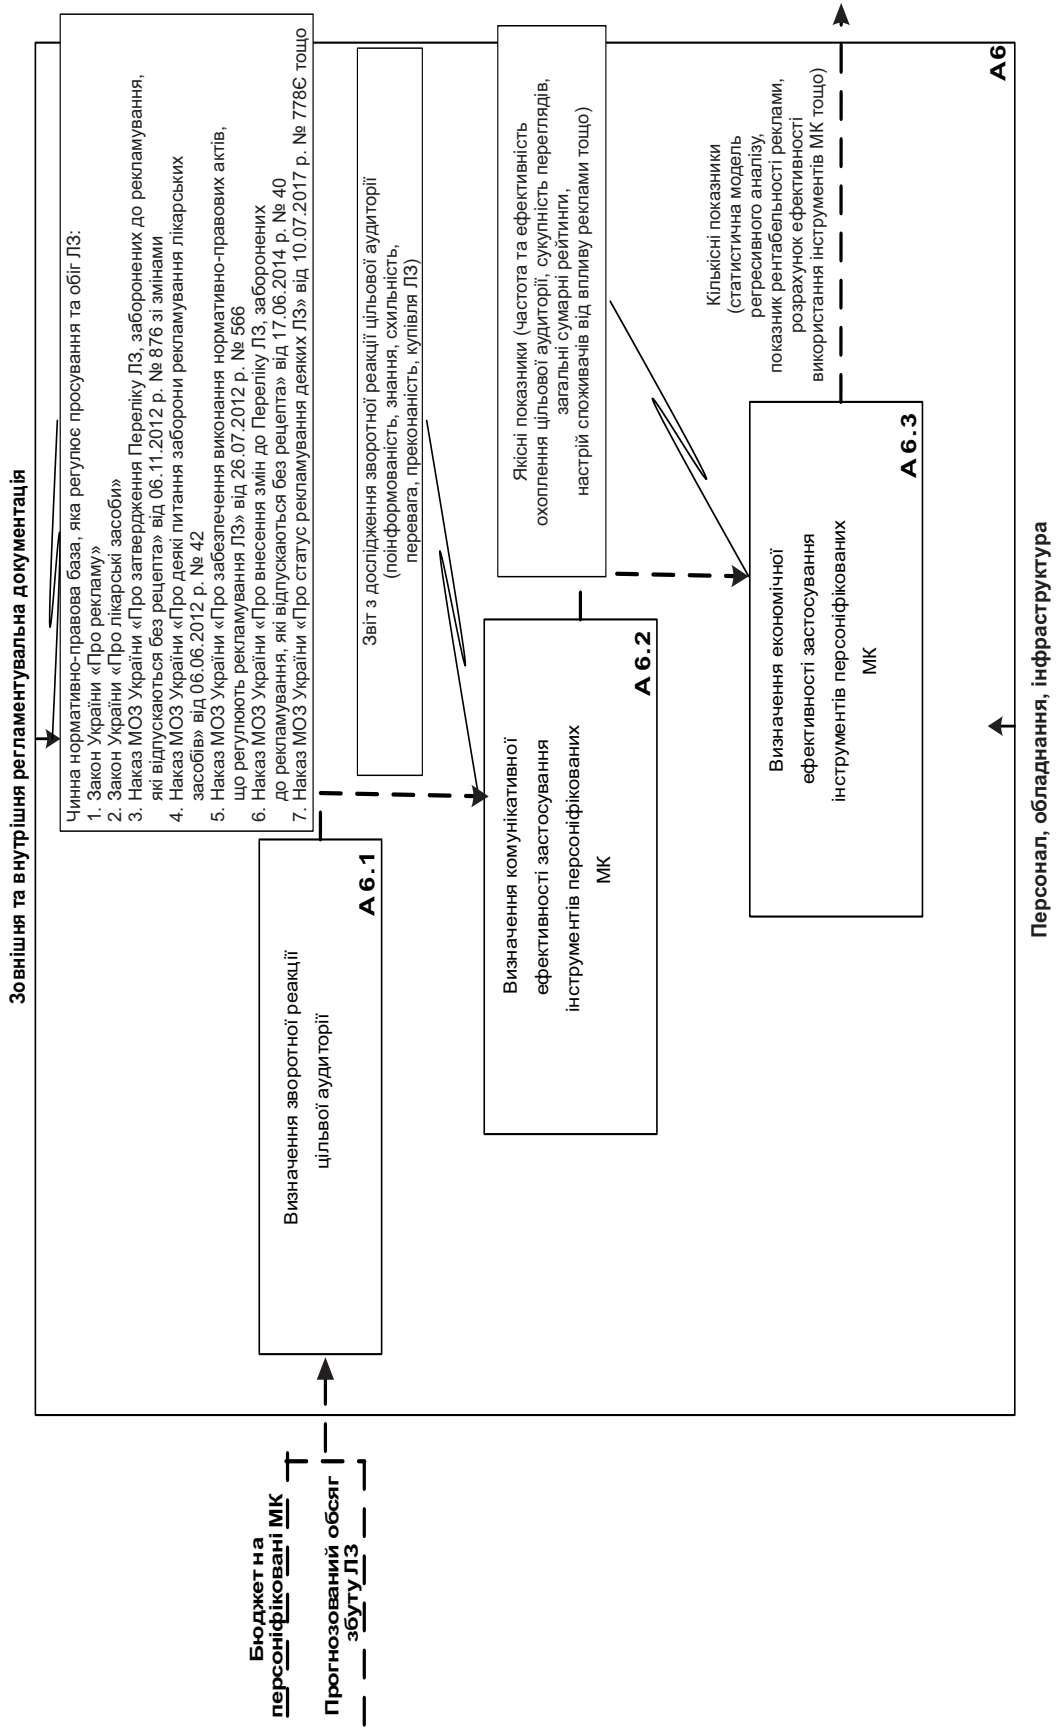 Зовнішня та внутрішня регламентувальна документація
Чинна нормативно-правова база, яка регулює просування та обіг ЛЗ:
1. Закон України «Про рекламу»
2. Закон України «Про лікарські засоби»
3. Наказ МОЗ України «Про затвердження Переліку ЛЗ, заборонених до рекламування,
які відпускаються без рецепта» від 06.11.2012 р. № 876 зі змінами
4. Наказ МОЗ України «Про деякі питання заборони рекламування лікарських
засобів» від 06.06.2012 р. № 42
5. Наказ МОЗ України «Про забезпечення виконання нормативно-правових актів,
що регулюють рекламування ЛЗ» від 26.07.2012 р. № 566
6. Наказ МОЗ України «Про внесення змін до Переліку ЛЗ, заборонених
до рекламування, які відпускаються без рецепта» від 17.06.2014 р. № 40
7. Наказ МОЗ України «Про статус рекламування деяких ЛЗ» від 10.07.2017 р. № 778Є тощо
Бюджет на
персоніфіковані МК
Прогнозований обсяг
збуту ЛЗ
Визначення зворотної реакції
цільвої аудиторії
А6.1
Звіт з дослідження зворотної реакції цільової аудиторії
(поінформованість, знання, схильність,
перевага, преконаність, купівля ЛЗ)
Визначення комунікативної
ефективності застосування
інструментів персоніфікованих
МК
А6.2
Якісні показники (частота та ефективність
охоплення цільової аудиторії, сукупність переглядів,
загальні сумарні рейтинги,
настрій споживачів від впливу реклами тощо)
Визначення економічної
ефективності застосування
інструментів персоніфікованих
МК
А6.3
Кількісні показники
(статистична модель
регресивного аналізу,
показник рентабельності реклами,
розрахунок ефективності
використання інструментів МК тощо)
А6
Персонал, обладнання, інфраструктура